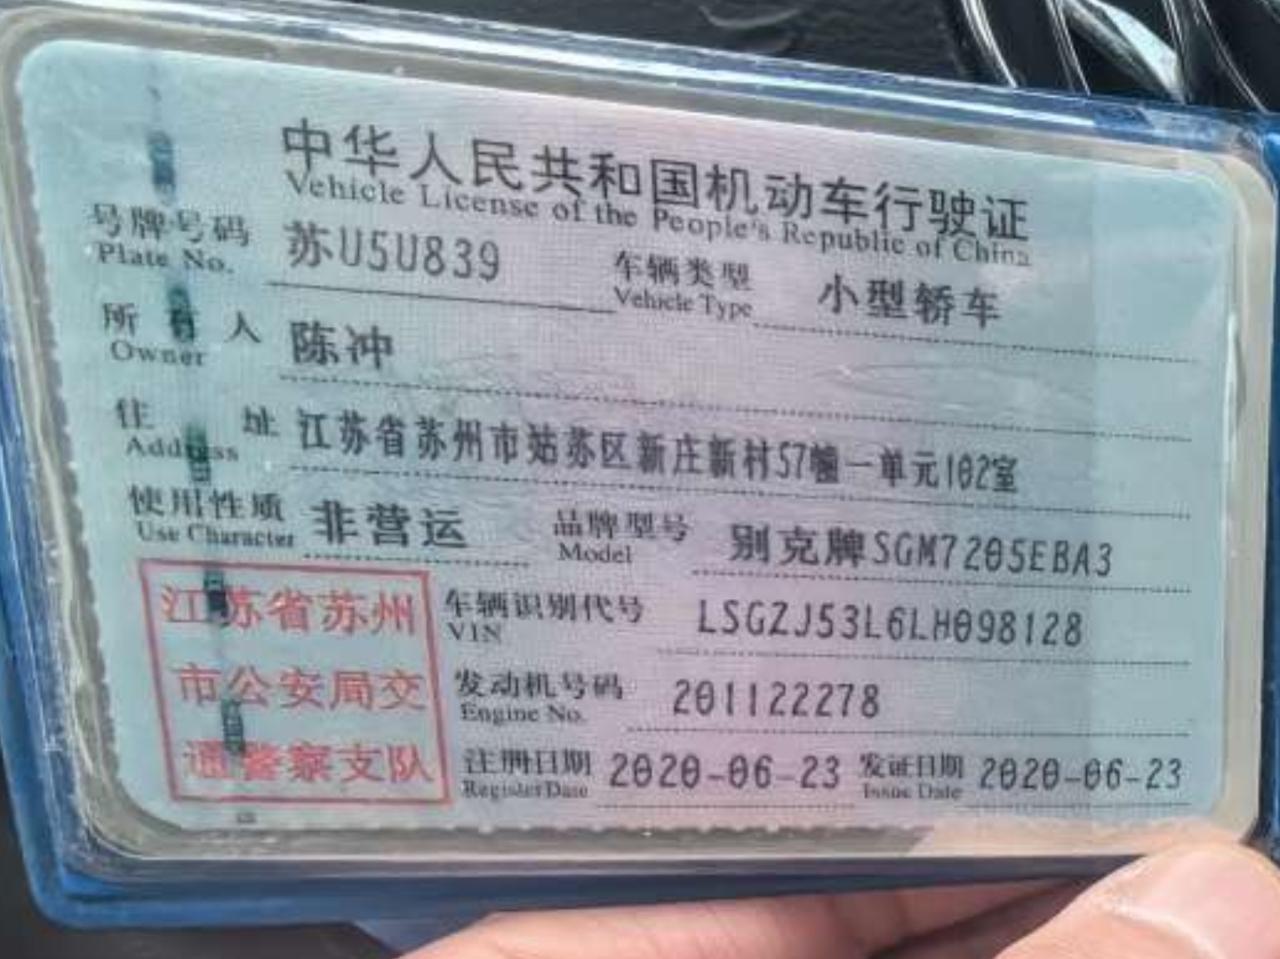 中华人民共和国机动车行驶证
Vehicle License of the People's Republic of China
号牌号码 苏U5U839 车辆类型 小型轿车
Plate No. Vehicle Type
所有人 陈冲
Owner
住址 江苏省苏州市姑苏区新庄新村57幢一单元102室
Address
使用性质 非营运 品牌型号 别克牌SGM7205EBA3
Use Character Model
江苏省苏州 车辆识别代号 LSGZJ53L6LH098128
VIN
市公安局交 发动机号码 201122278
Engine No.
通警察支队 注册日期 2020-06-23 发证日期 2020-06-23
Register Date Issue Date